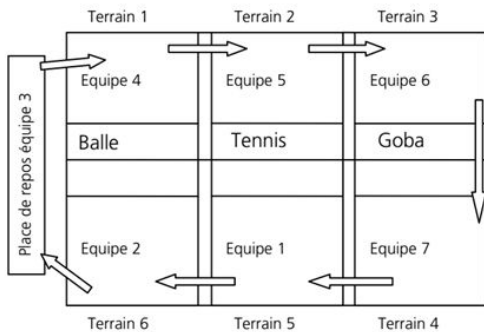 Terrain 1
Terrain 2
Terrain 3
Place de repos équipe 3
Equipe 4
Equipe 5
Equipe 6
Balle
Tennis
Goba
Equipe 2
Equipe 1
Equipe 7
Terrain 6
Terrain 5
Terrain 4